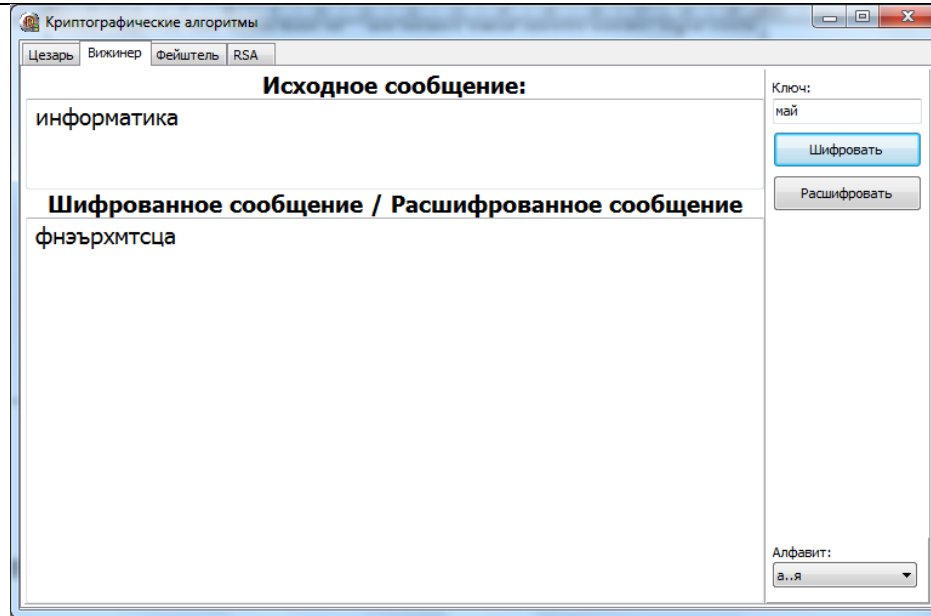 Криптографические алгоритмы
Цезарь Вижинер Фейштель RSA
Исходное сообщение:
информатика
Шифрованное сообщение / Расшифрованное сообщение
фнэърхмтсца
Ключ:
май
Шифровать
Расшифровать
Алфавит:
а..я